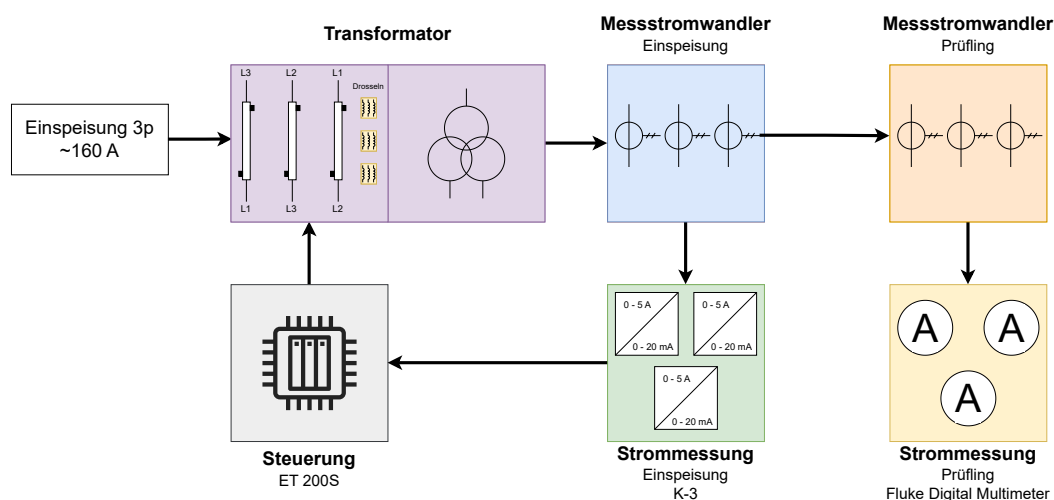 Transformator
Messstromwandler
Einspeisung
Messstromwandler
Prüfling
Einspeisung 3p
~160 A
L3
L2
L1
Drosseln
L1
L3
L2
0 - 5 A
0 - 20 mA
0 - 5 A
0 - 20 mA
0 - 5 A
0 - 20 mA
A
A
A
Steuerung
ET 200S
Strommessung
Einspeisung
K-3
Strommessung
Prüfling
Fluke Digital Multimeter